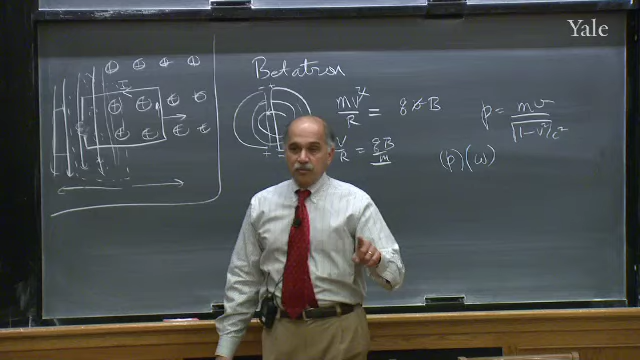 Yale
I
Betatron
mv²/R = q v B
v/R = qB/m
p = mv/√1-v²/c²
(p)(ω)